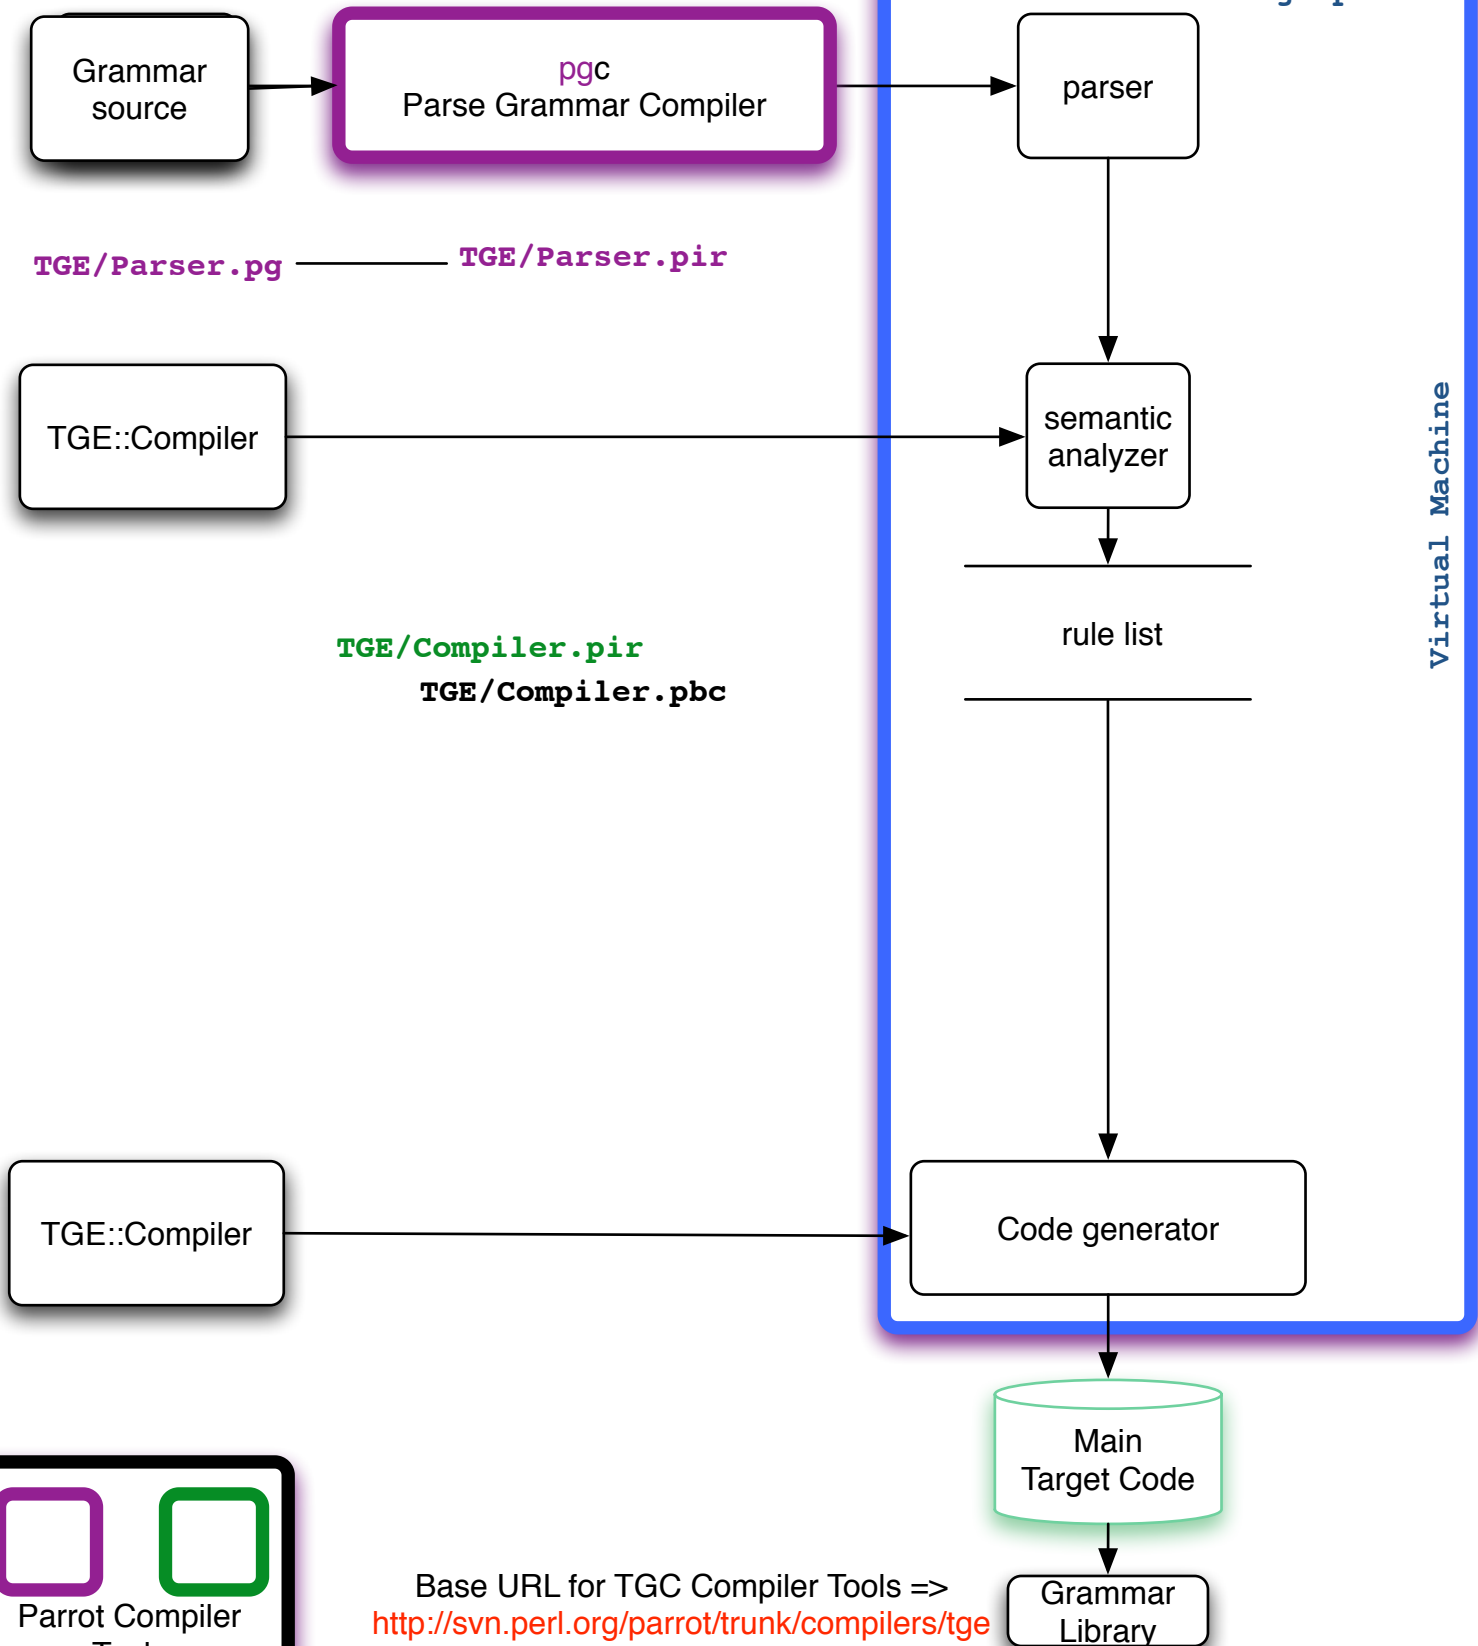 Grammar
source
pgc
Parse Grammar Compiler
parser
TGE/Parser.pg
TGE/Parser.pir
TGE::Compiler
semantic
analyzer
Virtual Machine
rule list
TGE/Compiler.pir
TGE/Compiler.pbc
TGE::Compiler
Code generator
Main
Target Code
Parrot Compiler
Base URL for TGC Compiler Tools =>
http://svn.perl.org/parrot/trunk/compilers/tge
Grammar
Library